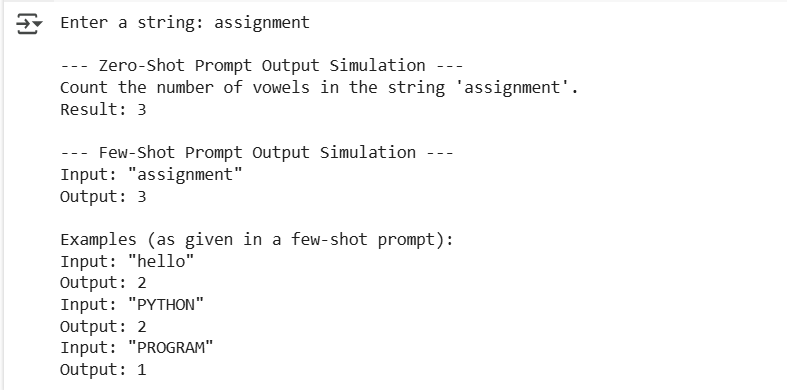 Enter a string: assignment
--- Zero-Shot Prompt Output Simulation ---
Count the number of vowels in the string 'assignment'.
Result: 3
--- Few-Shot Prompt Output Simulation ---
Input: "assignment"
Output: 3
Examples (as given in a few-shot prompt):
Input: "hello"
Output: 2
Input: "PYTHON"
Output: 2
Input: "PROGRAM"
Output: 1